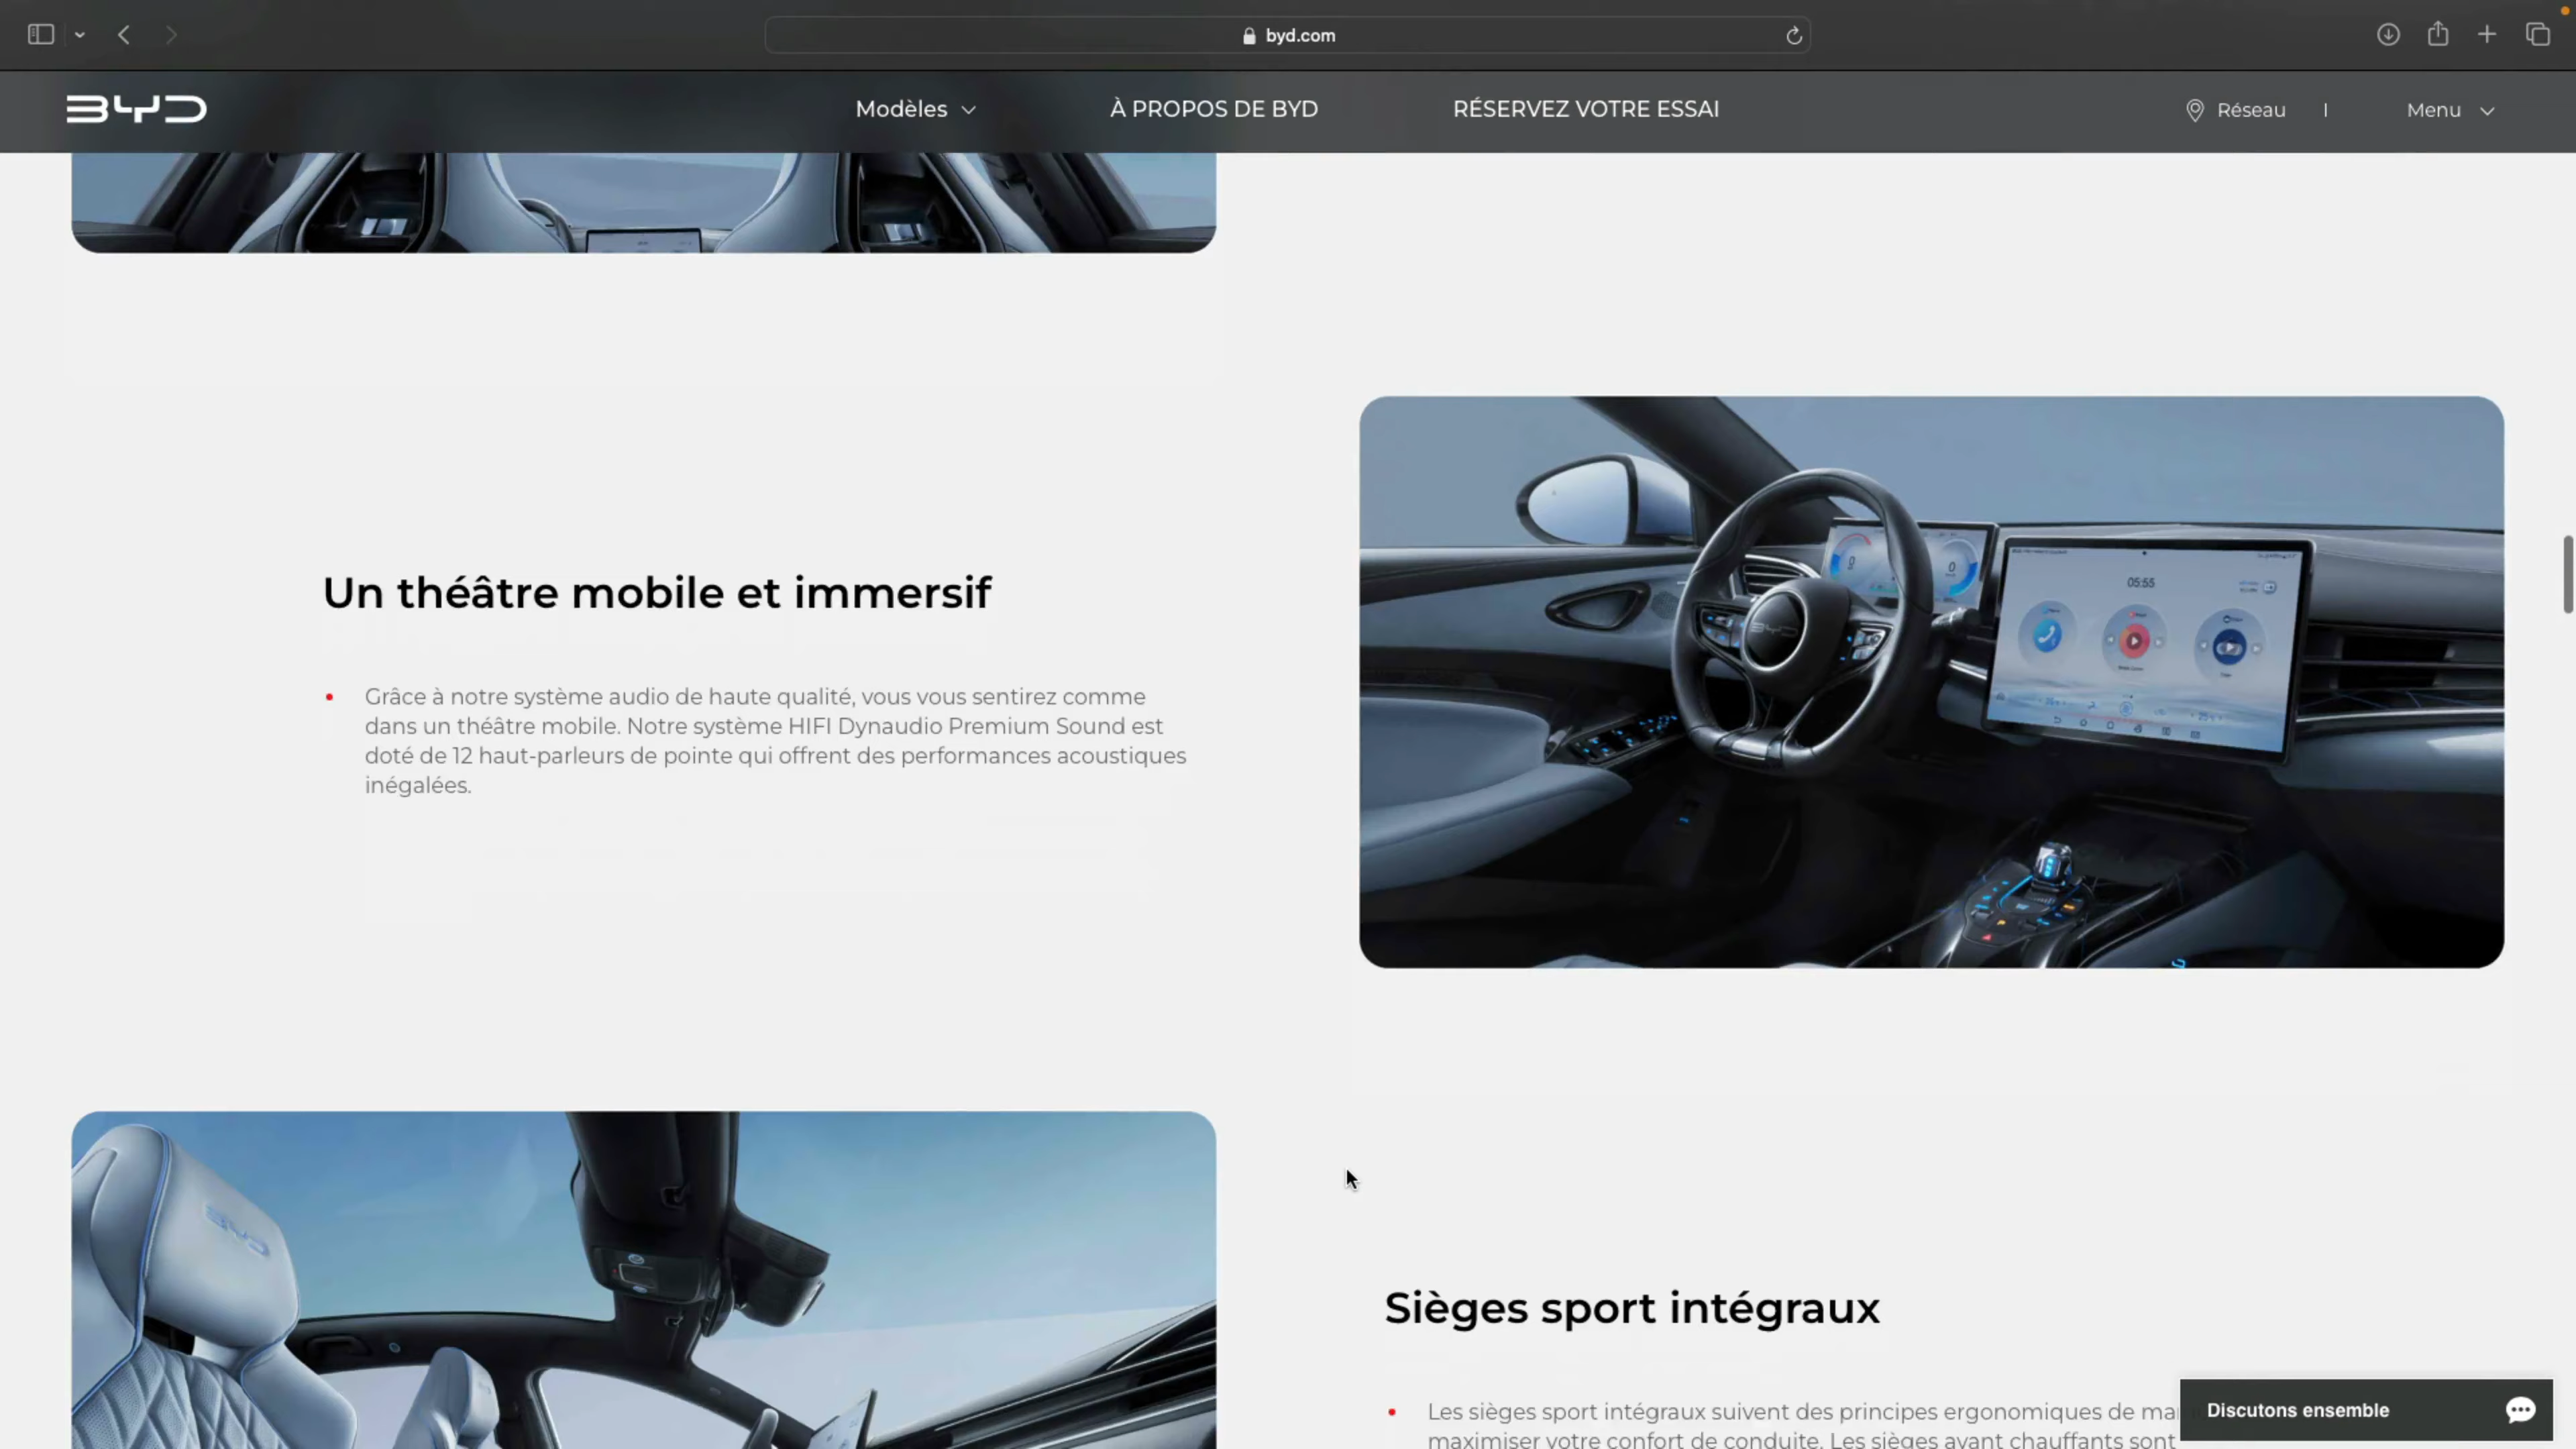 byd.com
BYD
Modèles
À PROPOS DE BYD
RÉSERVEZ VOTRE ESSAI
Réseau
Menu
Un théâtre mobile et immersif
Grâce à notre système audio de haute qualité, vous vous sentirez comme
dans un théâtre mobile. Notre système HIFI Dynaudio Premium Sound est
doté de 12 haut-parleurs de pointe qui offrent des performances acoustiques
inégalées.
BYD
05:55
BYD
Sièges sport intégraux
Les sièges sport intégraux suivent des principes ergonomiques de
maximiser votre confort de conduite. Les sièges avant chauffants sont
Discutons ensemble